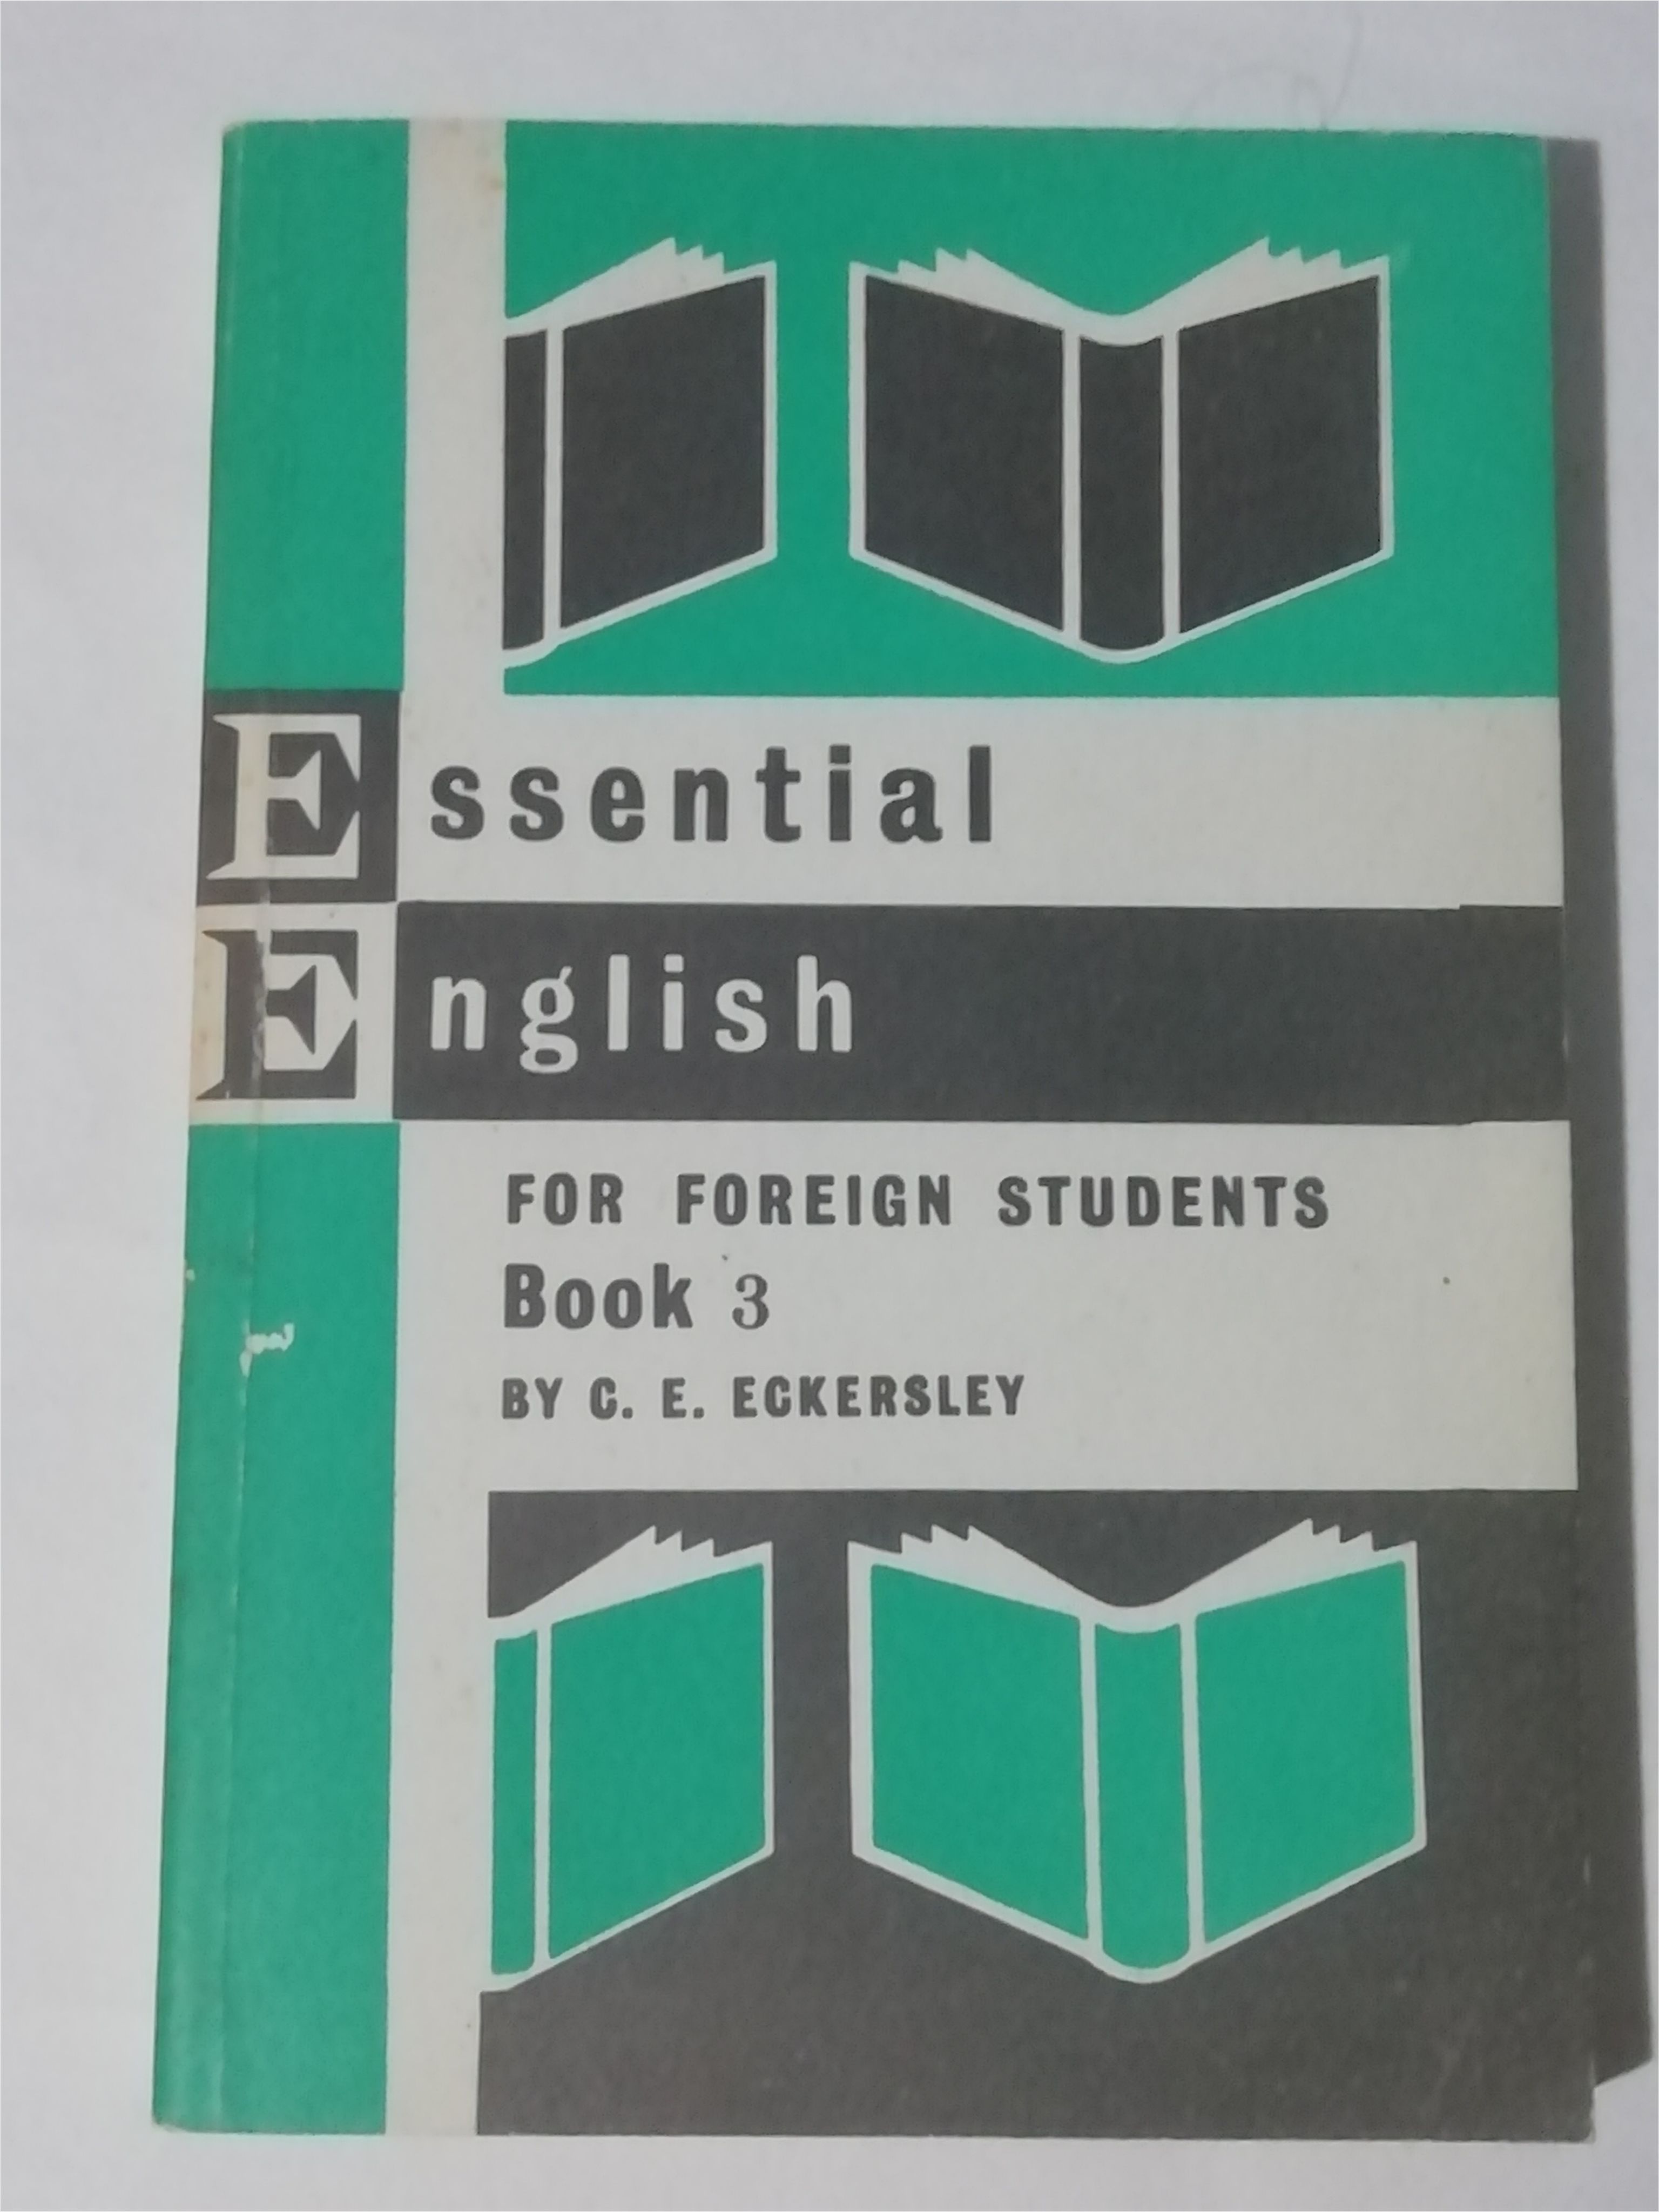 Essential
English
FOR FOREIGN STUDENTS
Book 3
BY C. E. ECKERSLEY